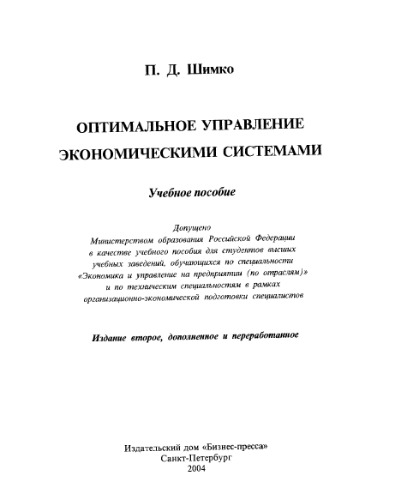 П. Д. Шимко
ОПТИМАЛЬНОЕ УПРАВЛЕНИЕ
ЭКОНОМИЧЕСКИМИ СИСТЕМАМИ
Учебное пособие
Допущено
Министерством образования Российской Федерации
в качестве учебного пособия для студентов высших
учебных заведений, обучающихся по специальности
«Экономика и управление на предприятии (по отраслям)»
и по техническим специальностям в рамках
организационно-экономической подготовки специалистов
Издание второе, дополненное и переработанное
Издательский дом «Бизнес-пресса»
Санкт-Петербург
2004